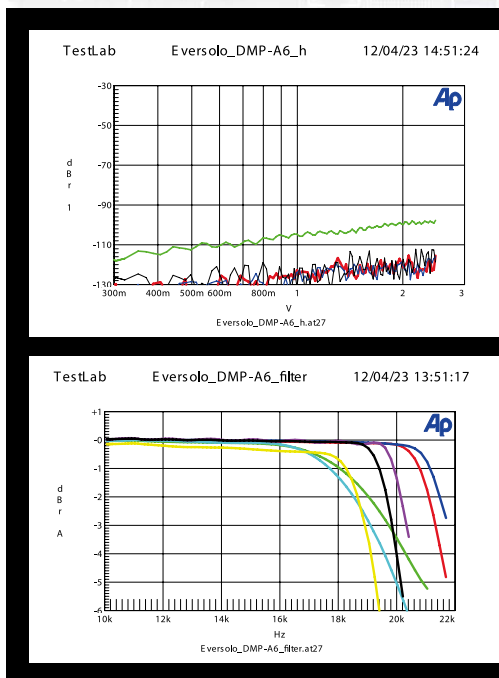 TestLab Eversolo_DMP-A6_h 12/04/23 14:51:24
Ap
-30
-50
-70
-90
-110
-130
d
B
r
1
300m 400m 500m 600m 800m 1 2 3
V
Eversolo_DMP-A6_h.at27
TestLab Eversolo_DMP-A6_filter 12/04/23 13:51:17
Ap
+1
-0
-1
-2
-3
-4
-5
-6
d
B
r
A
10k 12k 14k 16k 18k 20k 22k
Hz
Eversolo_DMP-A6_filter.at27